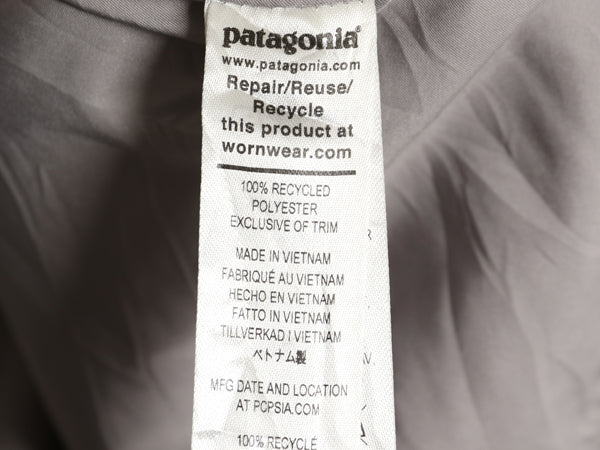 patagonia®
www.patagonia.com
Repair/Reuse/
Recycle
this product at
wornwear.com
100% RECYCLED
POLYESTER
EXCLUSIVE OF TRIM
MADE IN VIETNAM
FABRIQUÉ AU VIETNAM
HECHO EN VIETNAM
FATTO IN VIETNAM
TILLVERKAD I VIETNAM
ベトナム製
MFG DATE AND LOCATION
AT PCPSIA.COM
100% RECYCLÉ